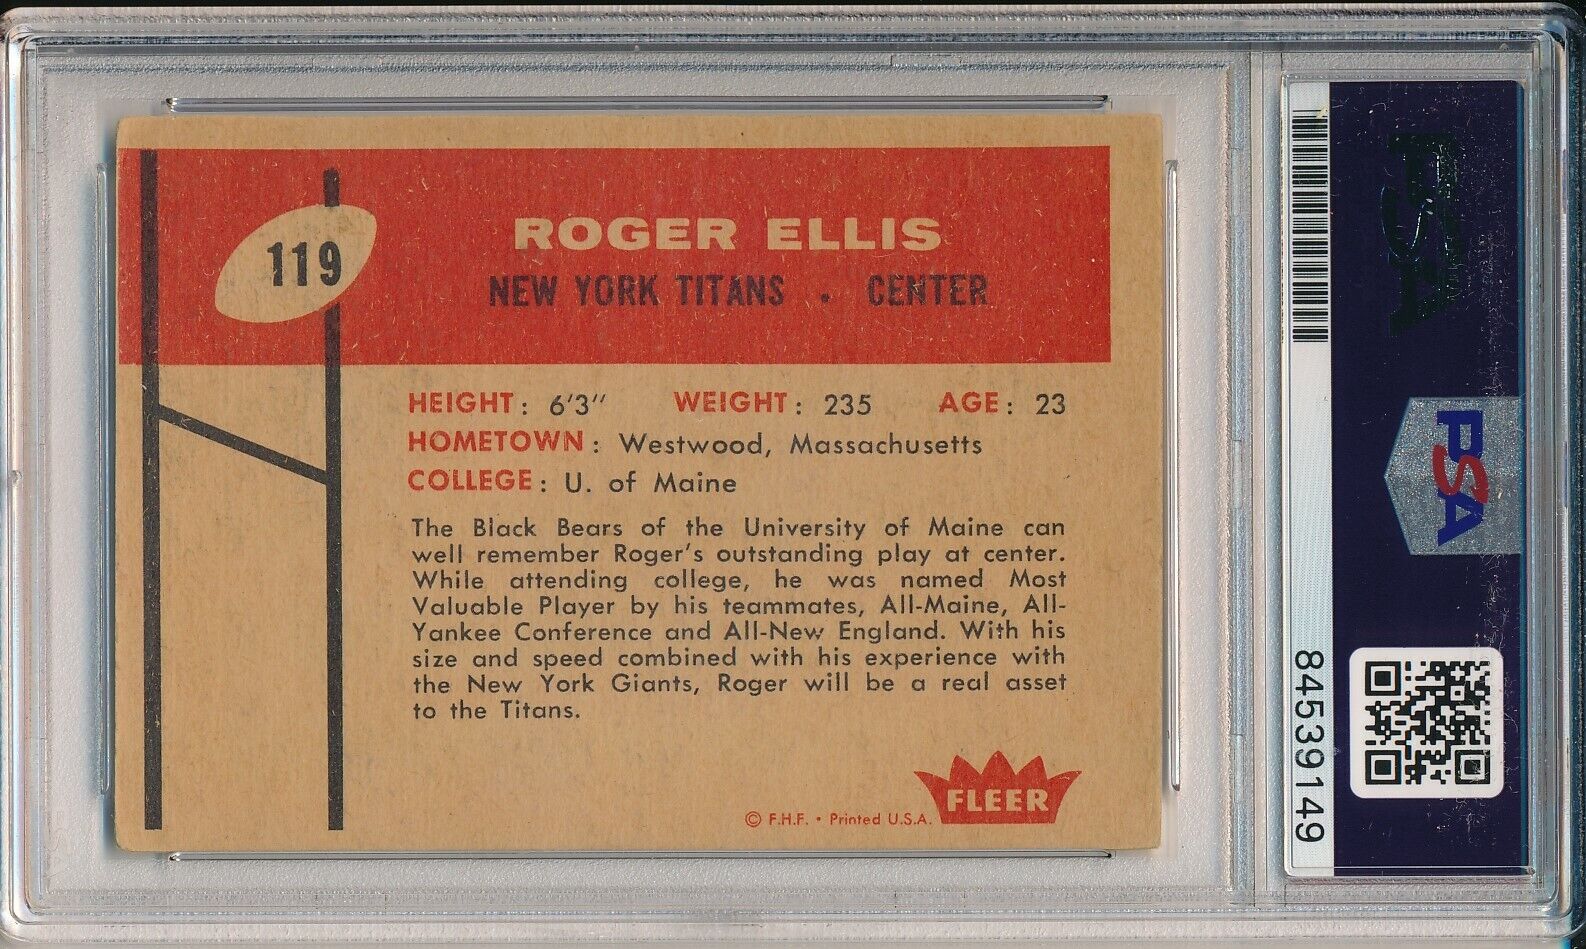 119
ROGER ELLIS
NEW YORK TITANS . CENTER
HEIGHT: 6'3" WEIGHT: 235 AGE: 23
HOMETOWN: Westwood, Massachusetts
COLLEGE: U. of Maine
The Black Bears of the University of Maine can
well remember Roger's outstanding play at center.
While attending college, he was named Most
Valuable Player by his teammates, All-Maine, All-
Yankee Conference and All-New England. With his
size and speed combined with his experience with
the New York Giants, Roger will be a real asset
to the Titans.
© F.H.F. • Printed U.S.A.
FLEER
PSA
PSA
84539149